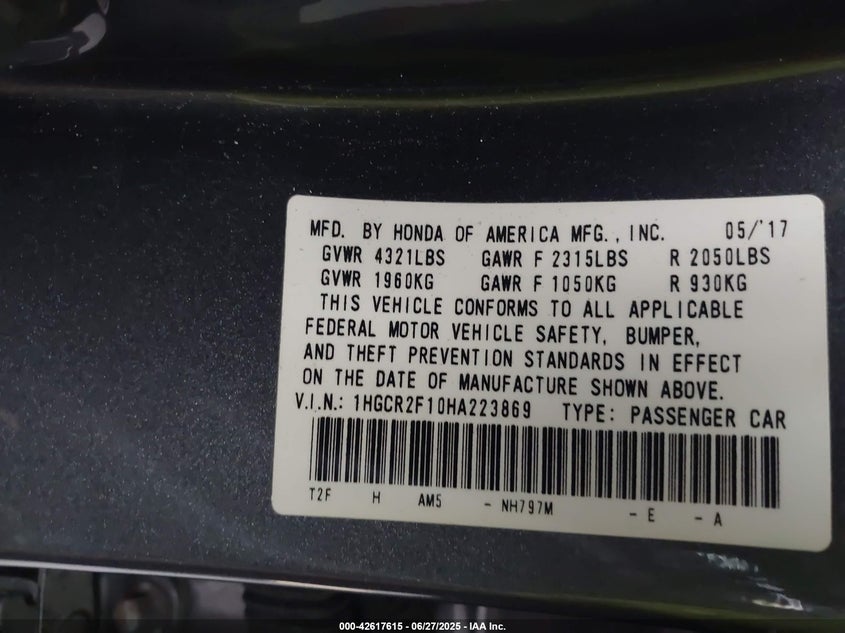 MFD. BY HONDA OF AMERICA MFG., INC. 05/'17
GVWR 4321LBS GAWR F 2315LBS R 2050LBS
GVWR 1960KG GAWR F 1050KG R 930KG
THIS VEHICLE CONFORMS TO ALL APPLICABLE
FEDERAL MOTOR VEHICLE SAFETY, BUMPER,
AND THEFT PREVENTION STANDARDS IN EFFECT
ON THE DATE OF MANUFACTURE SHOWN ABOVE.
V.I.N.: 1HGCR2F10HA223869 TYPE: PASSENGER CAR
T2F H AM5 - NH797M - E - A
000-42617615 - 06/27/2025 - IAA Inc.